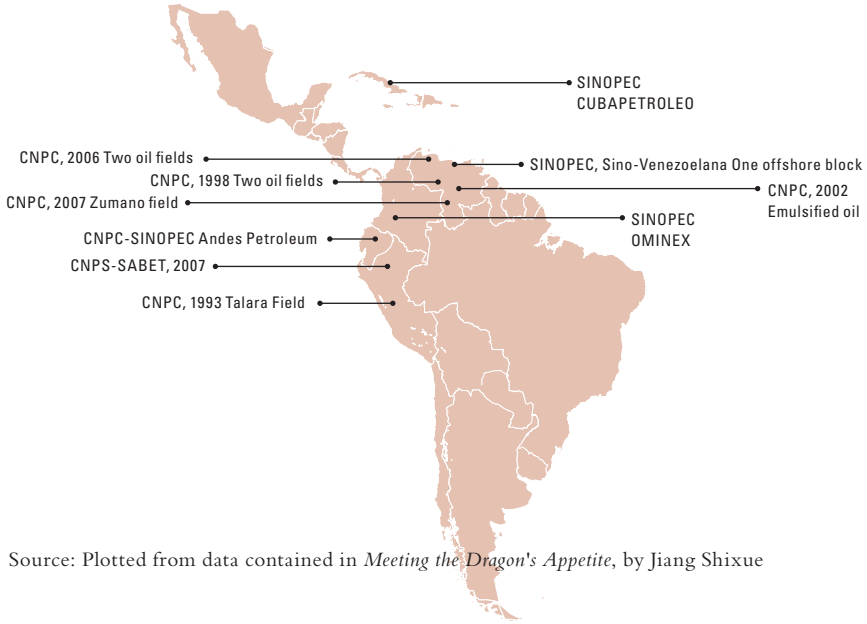 SINOPEC
CUBAPETROLEO
CNPC, 2006 Two oil fields
SINOPEC, Sino-Venezoelana One offshore block
CNPC, 1998 Two oil fields
CNPC, 2002
Emulsified oil
CNPC, 2007 Zumano field
SINOPEC
OMINEX
CNPC-SINOPEC Andes Petroleum
CNPS-SABET, 2007
CNPC, 1993 Talara Field
Source: Plotted from data contained in Meeting the Dragon's Appetite, by Jiang Shixue